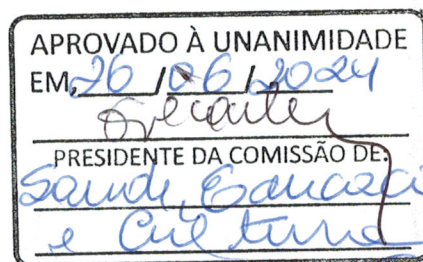 APROVADO À UNANIMIDADE
EM, 26 / 06 / 2024
PRESIDENTE DA COMISSÃO DE:
Saúde, Educação
e Cultura